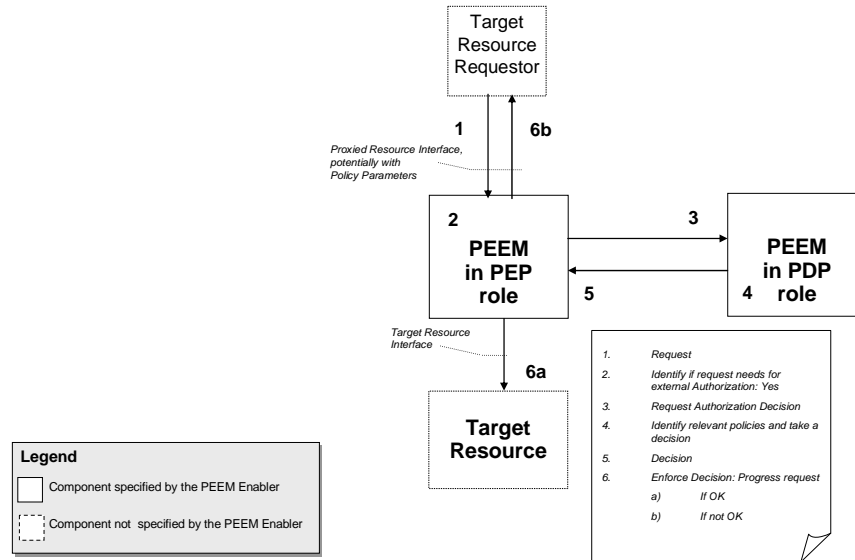 Target
Resource
Requestor
1
6b
Proxied Resource Interface,
potentially with
Policy Parameters
2
PEEM
in PEP
role
3
5
PEEM
in PDP
role
4
Target Resource
Interface
6a
Target
Resource
1. Request
2. Identify if request needs for
external Authorization: Yes
3. Request Authorization Decision
4. Identify relevant policies and take a
decision
5. Decision
6. Enforce Decision: Progress request
a) If OK
b) If not OK
Legend
Component specified by the PEEM Enabler
Component not specified by the PEEM Enabler